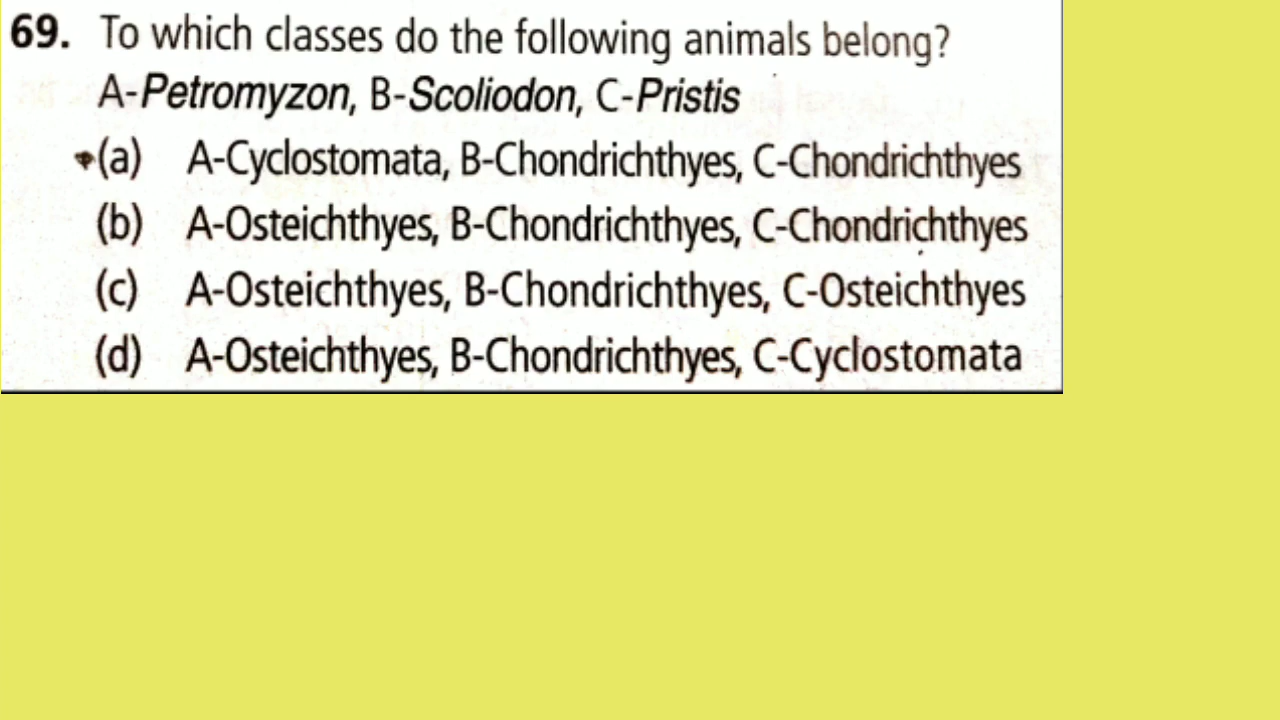 69. To which classes do the following animals belong?
A-Petromyzon, B-Scoliodon, C-Pristis
(a) A-Cyclostomata, B-Chondrichthyes, C-Chondrichthyes
(b) A-Osteichthyes, B-Chondrichthyes, C-Chondrichthyes
(c) A-Osteichthyes, B-Chondrichthyes, C-Osteichthyes
(d) A-Osteichthyes, B-Chondrichthyes, C-Cyclostomata